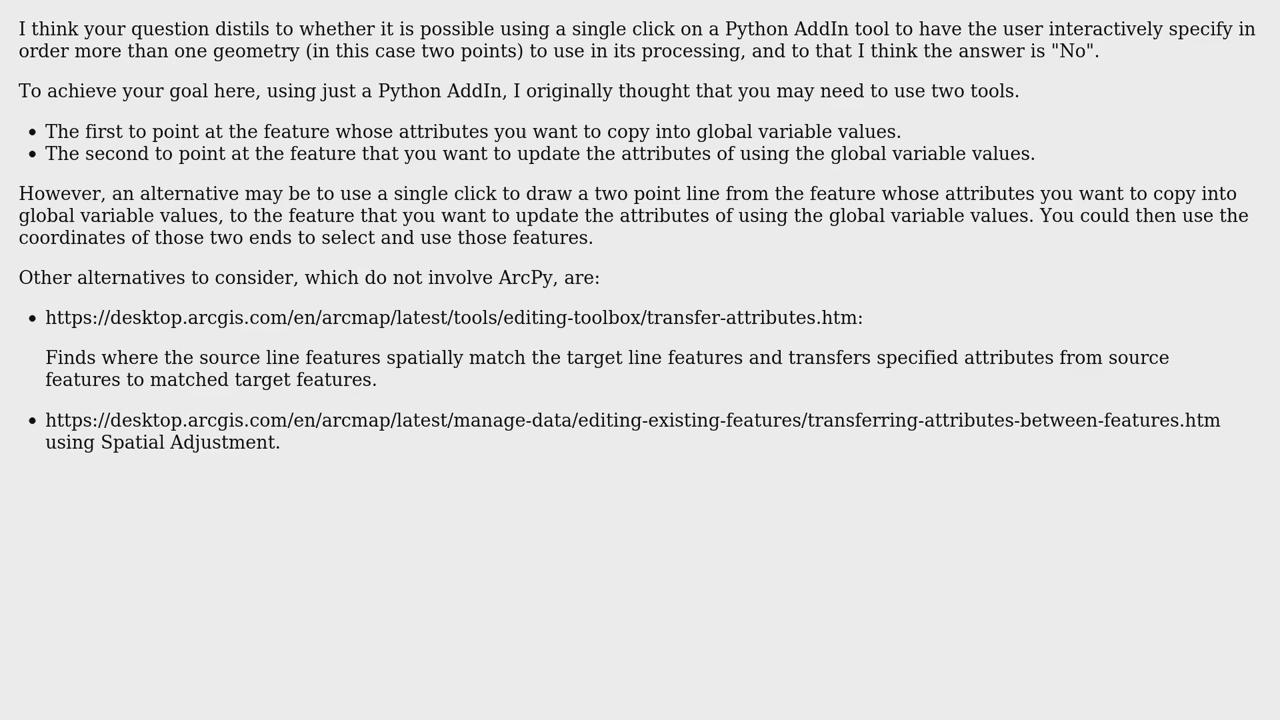 I think your question distils to whether it is possible using a single click on a Python AddIn tool to have the user interactively specify in
order more than one geometry (in this case two points) to use in its processing, and to that I think the answer is "No".
To achieve your goal here, using just a Python AddIn, I originally thought that you may need to use two tools.
• The first to point at the feature whose attributes you want to copy into global variable values.
• The second to point at the feature that you want to update the attributes of using the global variable values.
However, an alternative may be to use a single click to draw a two point line from the feature whose attributes you want to copy into
global variable values, to the feature that you want to update the attributes of using the global variable values. You could then use the
coordinates of those two ends to select and use those features.
Other alternatives to consider, which do not involve ArcPy, are:
• https://desktop.arcgis.com/en/arcmap/latest/tools/editing-toolbox/transfer-attributes.htm:
Finds where the source line features spatially match the target line features and transfers specified attributes from source
features to matched target features.
• https://desktop.arcgis.com/en/arcmap/latest/manage-data/editing-existing-features/transferring-attributes-between-features.htm
using Spatial Adjustment.